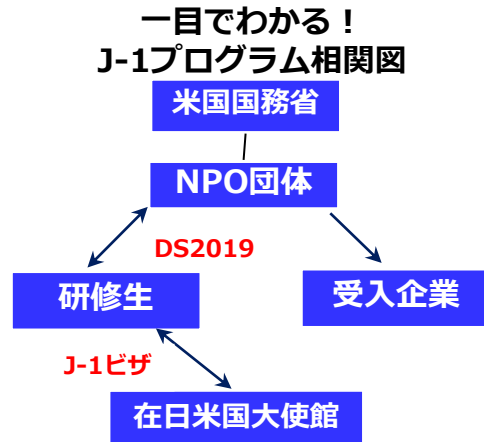 一目でわかる！
J-1プログラム相関図
米国国務省
NPO団体
DS2019
研修生
受入企業
J-1ビザ
在日米国大使館